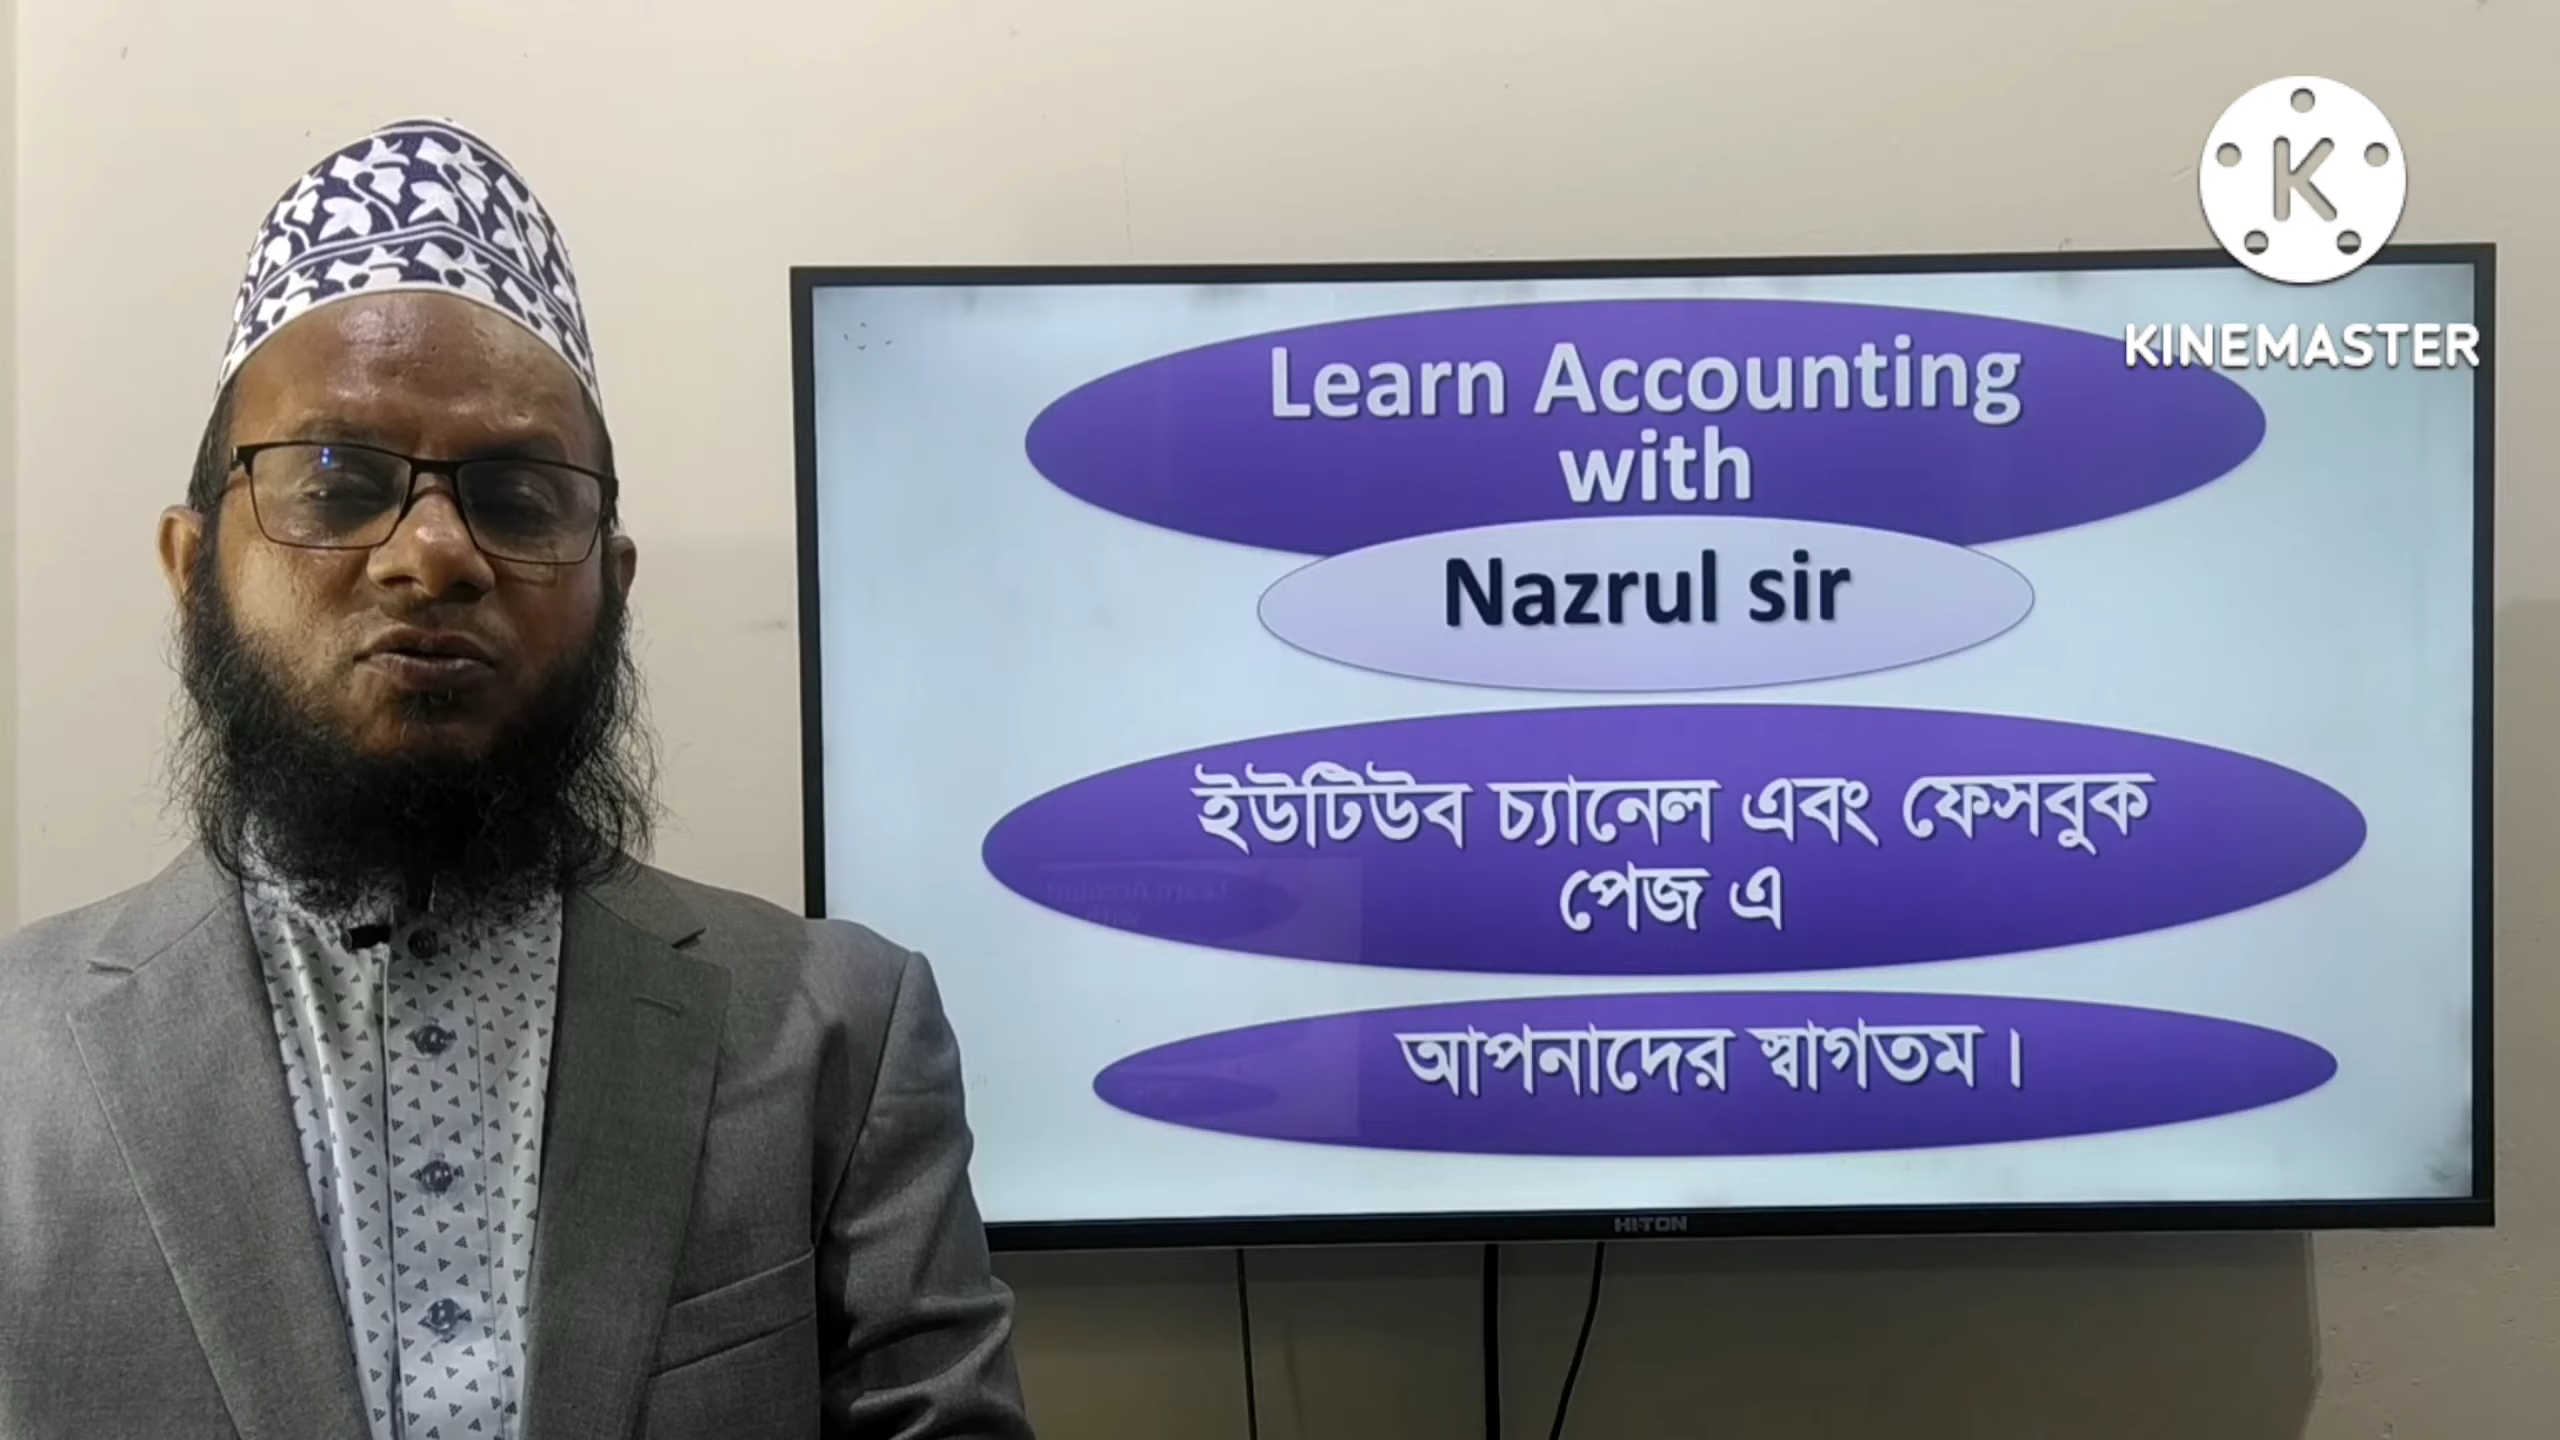 KINEMASTER
Learn Accounting
with
Nazrul sir
ইউটিউব চ্যানেল এবং ফেসবুক
পেজ এ
আপনাদের স্বাগতম।
HITON